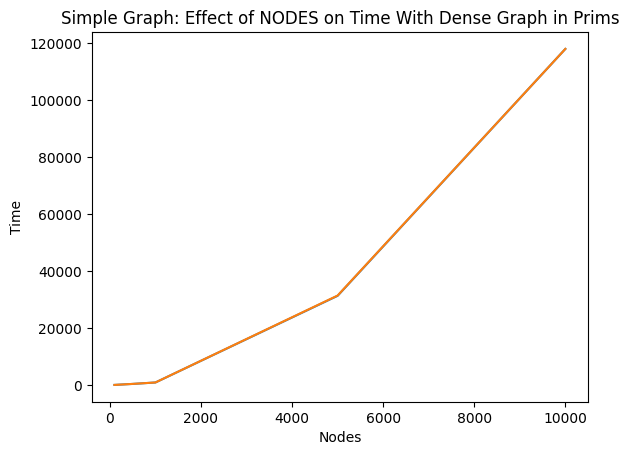 Simple Graph: Effect of NODES on Time With Dense Graph in Prims
120000
100000
80000
60000
40000
20000
0
Time
0 2000 4000 6000 8000 10000
Nodes